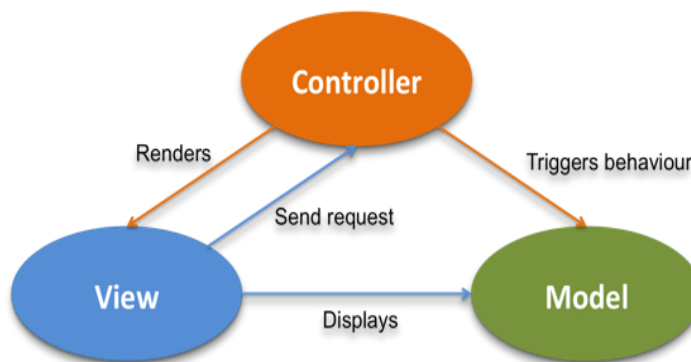 Controller
Renders
Triggers behaviour
Send request
View
Model
Displays